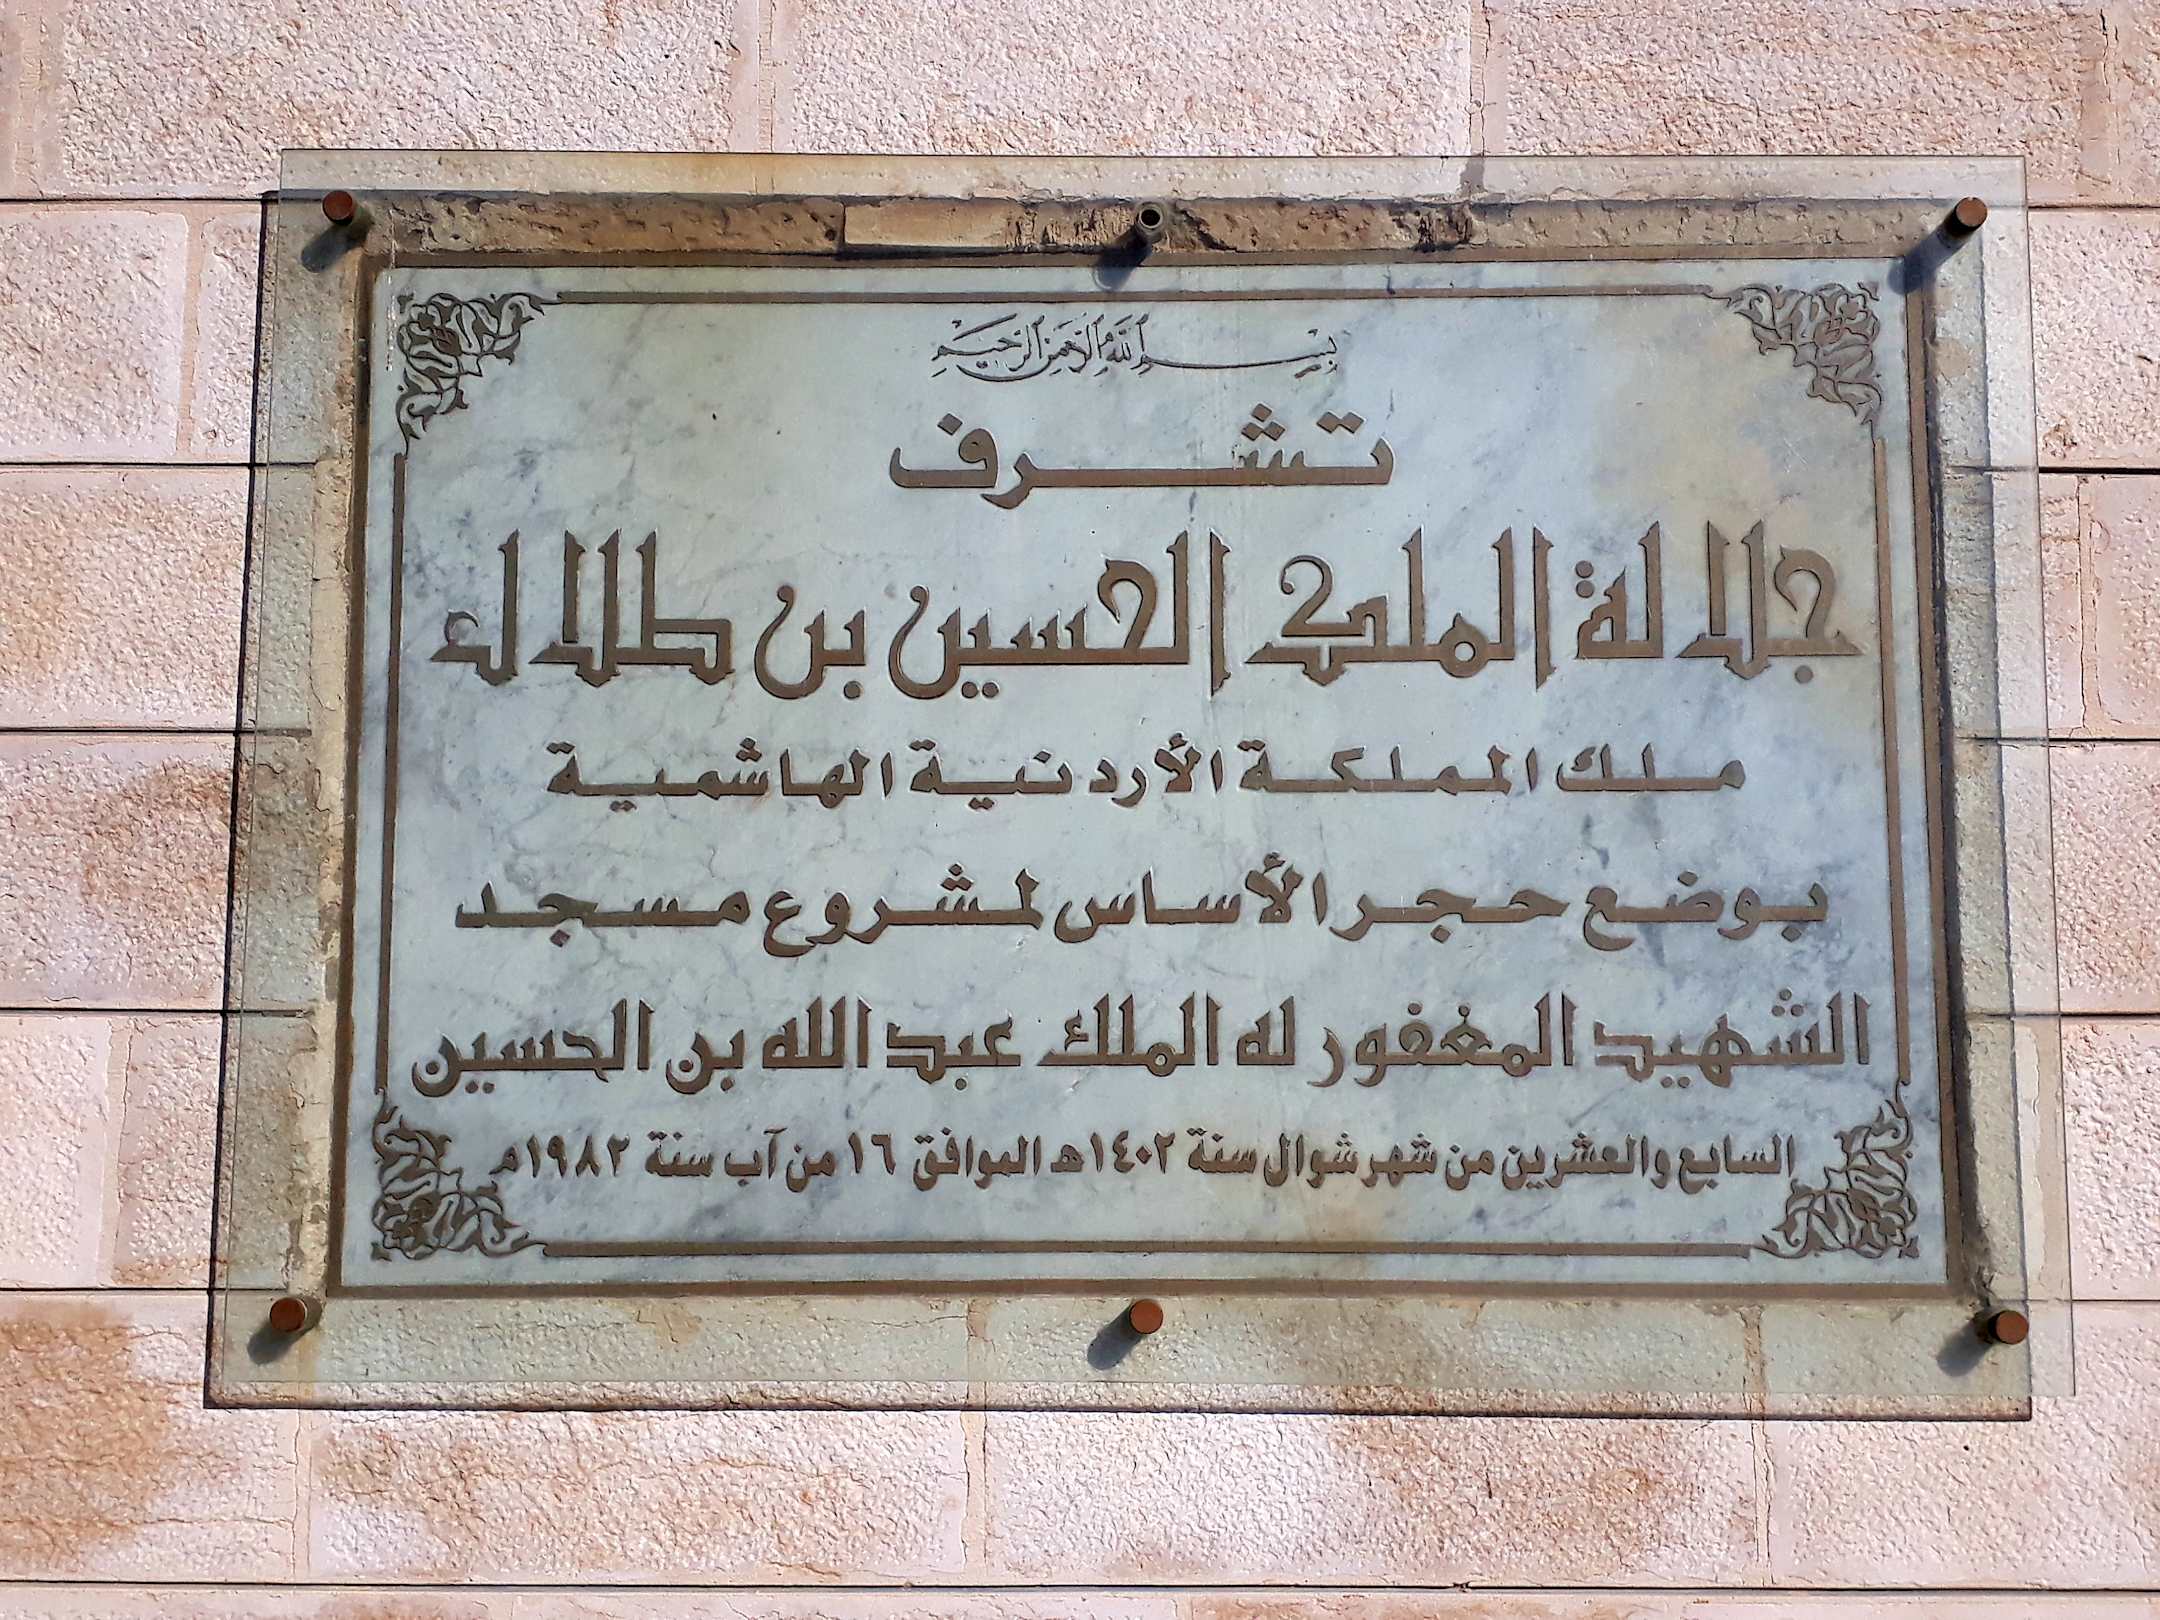 بسم الله الرحمن الرحيم
تشرف
جلالة الملك الحسين بن طلال
ملك المملكة الأردنية الهاشمية
بوضع حجر الأساس لمشروع مسجد
الشهيد المغفور له الملك عبدالله بن الحسين
السابع والعشرين من شهر شوال سنة ١٤٠٢هـ الموافق ١٦ من آب سنة ١٩٨٢م